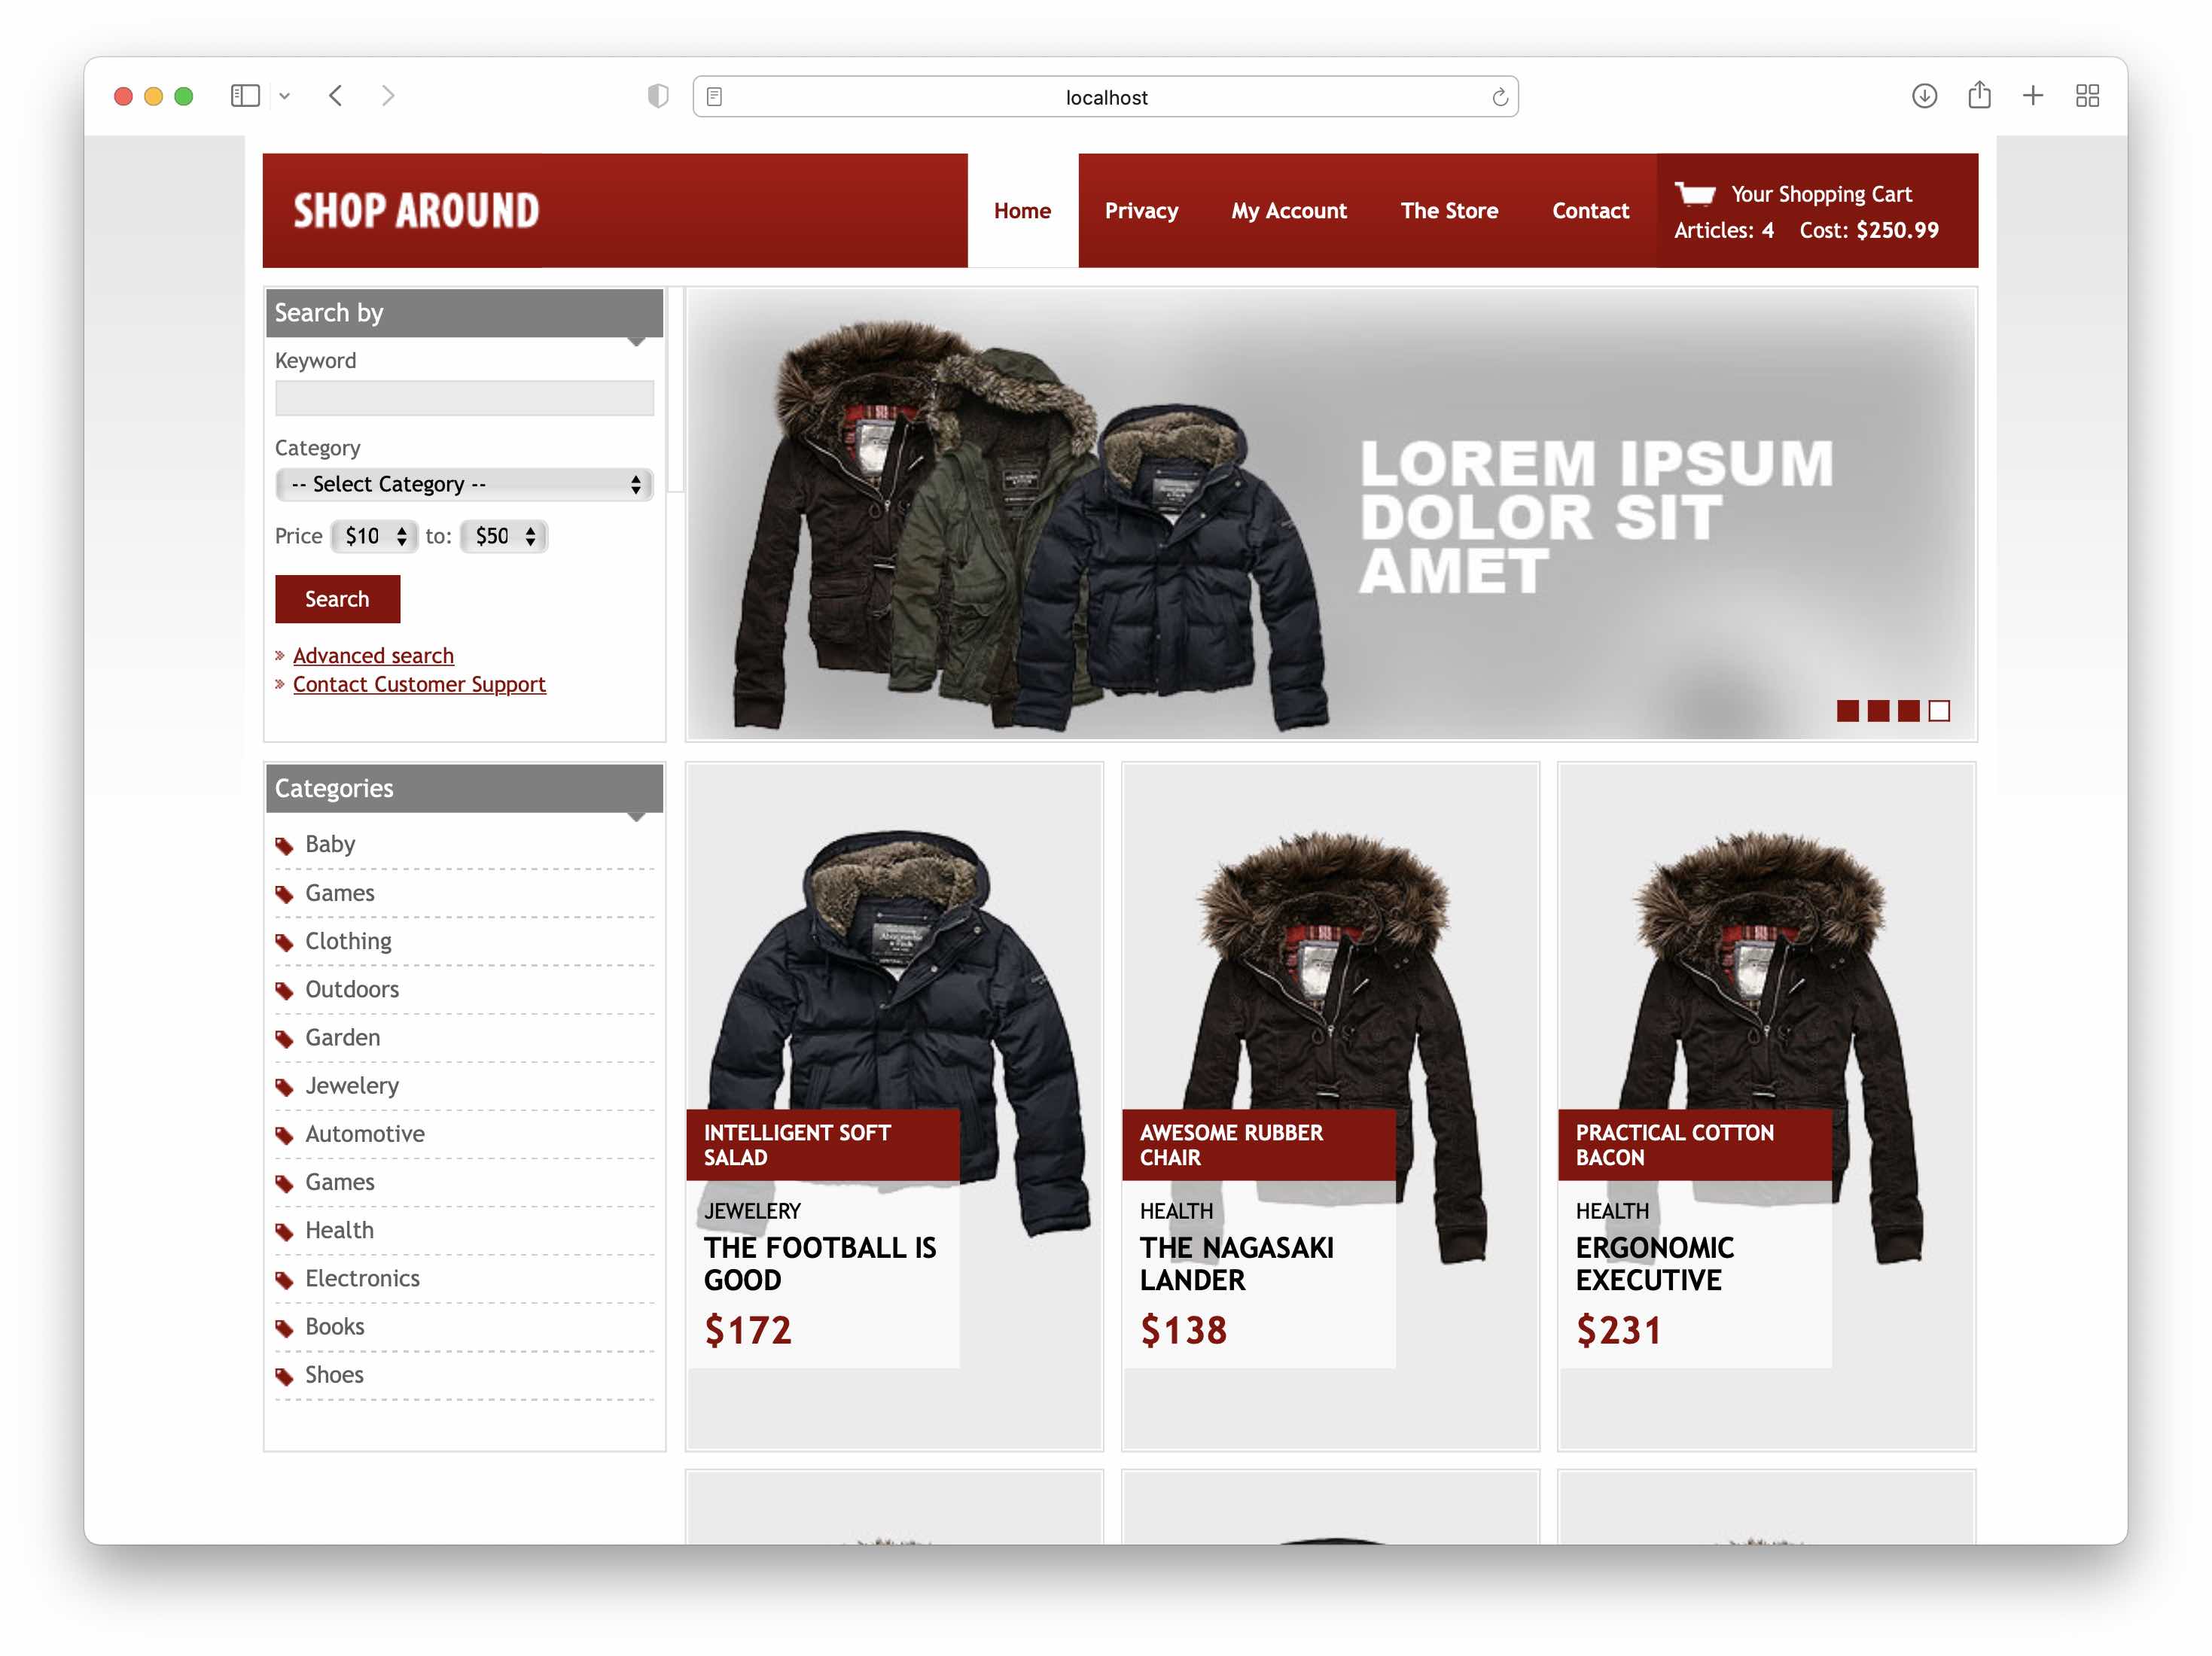 localhost
SHOP AROUND
Home
Privacy
My Account
The Store
Contact
Your Shopping Cart
Articles: 4 Cost: $250.99
Search by
Keyword
Category
-- Select Category --
Price $10 to: $50
Search
Advanced search
Contact Customer Support
LOREM IPSUM
DOLOR SIT
AMET
Categories
Baby
Games
Clothing
Outdoors
Garden
Jewelery
Automotive
Games
Health
Electronics
Books
Shoes
INTELLIGENT SOFT
SALAD
JEWELERY
THE FOOTBALL IS
GOOD
$172
AWESOME RUBBER
CHAIR
HEALTH
THE NAGASAKI
LANDER
$138
PRACTICAL COTTON
BACON
HEALTH
ERGONOMIC
EXECUTIVE
$231